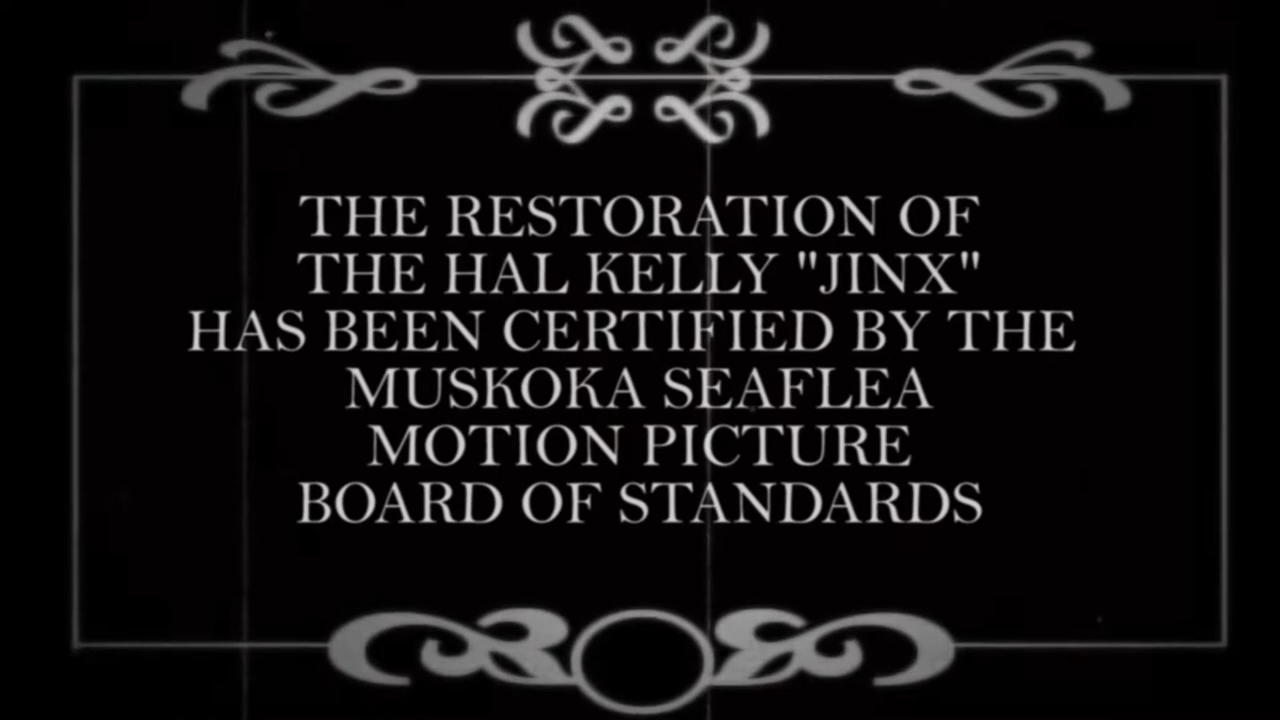 THE RESTORATION OF
THE HAL KELLY "JINX"
HAS BEEN CERTIFIED BY THE
MUSKOKA SEAFLEA
MOTION PICTURE
BOARD OF STANDARDS